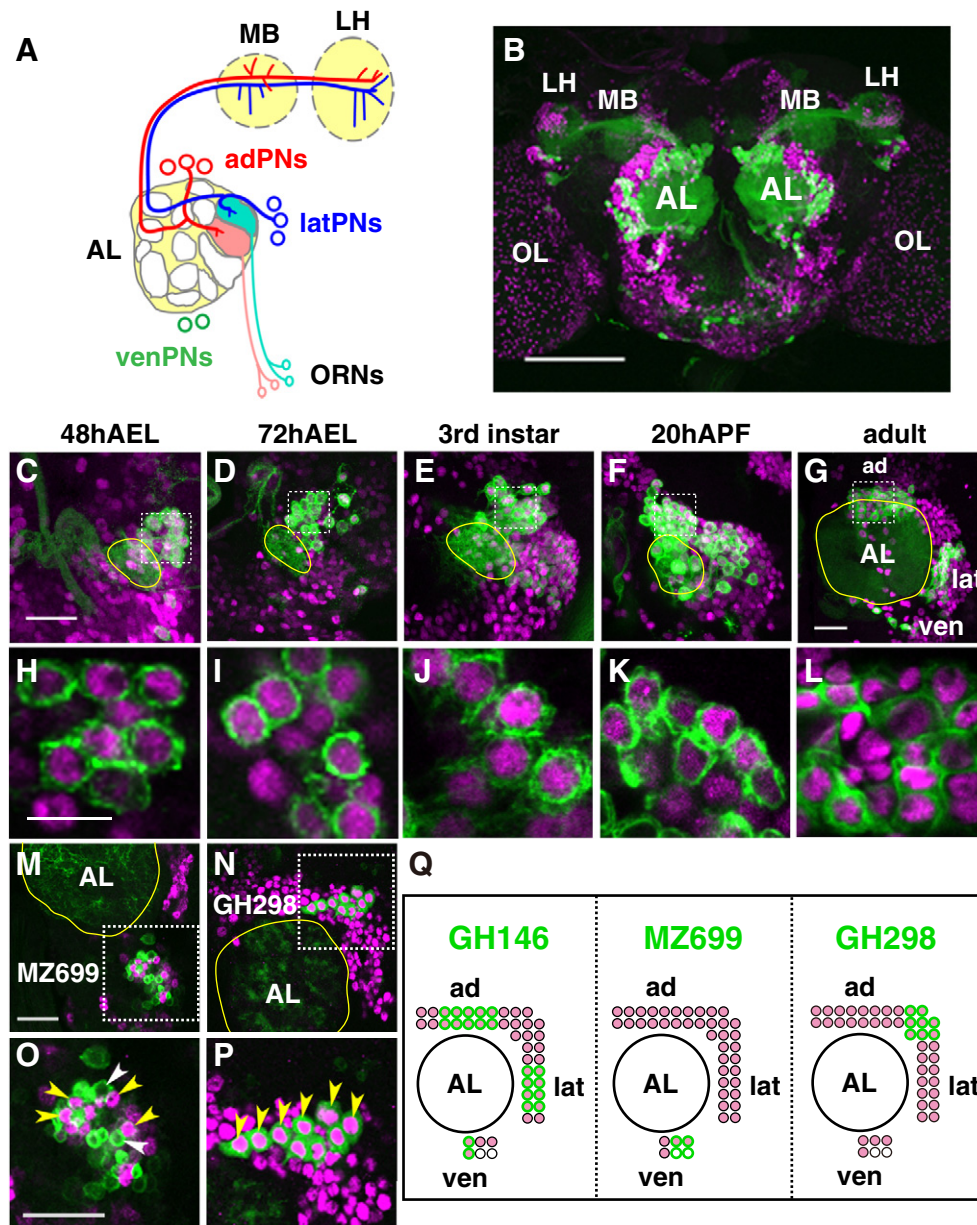 A
MB
LH
adPNs
latPNs
AL
venPNs
ORNs
B
LH
MB
MB
LH
AL
AL
OL
OL
48hAEL
72hAEL
3rd instar
20hAPF
adult
C
D
E
F
G
ad
AL
lat
ven
H
I
J
K
L
M
AL
MZ699
N
GH298
AL
O
P
Q
GH146
MZ699
GH298
ad
ad
ad
AL
lat
AL
lat
AL
lat
ven
ven
ven